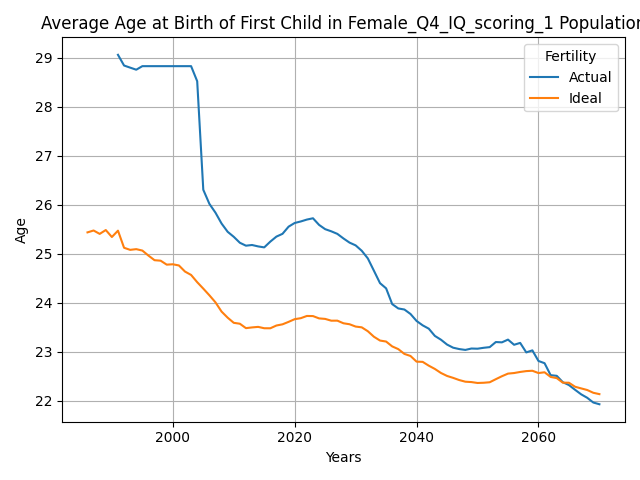 Average Age at Birth of First Child in Female_Q4_IQ_scoring_1 Population
Fertility
Actual
Ideal
29
28
27
26
25
24
23
22
Age
2000
2020
2040
2060
Years